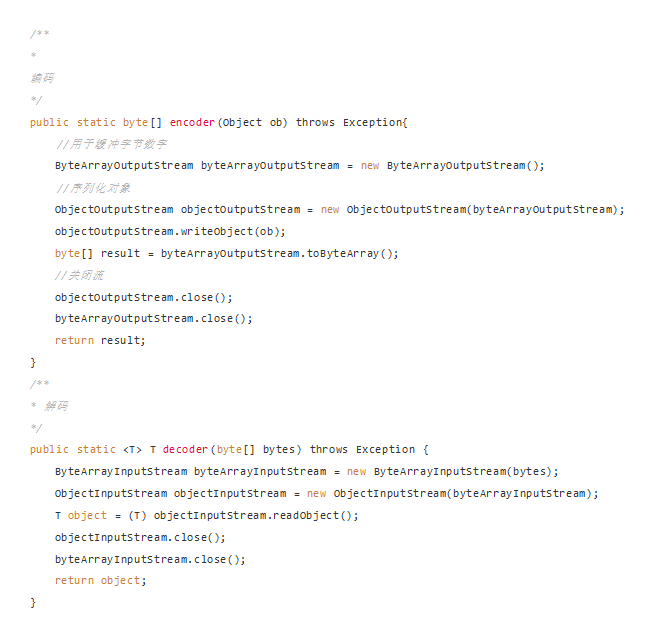 /**
*
编码
*/
public static byte[] encoder(Object ob) throws Exception{
    //用于缓冲字节数字
    ByteArrayOutputStream byteArrayOutputStream = new ByteArrayOutputStream();
    //序列化对象
    ObjectOutputStream objectOutputStream = new ObjectOutputStream(byteArrayOutputStream);
    objectOutputStream.writeObject(ob);
    byte[] result = byteArrayOutputStream.toByteArray();
    //关闭流
    objectOutputStream.close();
    byteArrayOutputStream.close();
    return result;
}
/**
* 解码
*/
public static <T> T decoder(byte[] bytes) throws Exception {
    ByteArrayInputStream byteArrayInputStream = new ByteArrayInputStream(bytes);
    ObjectInputStream objectInputStream = new ObjectInputStream(byteArrayInputStream);
    T object = (T) objectInputStream.readObject();
    objectInputStream.close();
    byteArrayInputStream.close();
    return object;
}